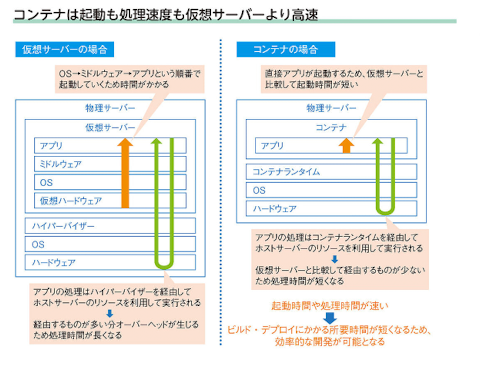 コンテナは起動も処理速度も仮想サーバーより高速
仮想サーバーの場合
OS→ミドルウェア→アプリという順番で
起動していくため時間がかかる
物理サーバー
仮想サーバー
アプリ
ミドルウェア
OS
仮想ハードウェア
ハイパーバイザー
OS
ハードウェア
アプリの処理はハイパーバイザーを経由して
ホストサーバーのリソースを利用して実行される
経由するものが多い分オーバーヘッドが生じる
ため処理時間が長くなる
コンテナの場合
直接アプリが起動するため、仮想サーバーと
比較して起動時間が短い
物理サーバー
コンテナ
アプリ
コンテナランタイム
OS
ハードウェア
アプリの処理はコンテナランタイムを経由して
ホストサーバーのリソースを利用して実行される
仮想サーバーと比較して経由するものが少ない
ため処理時間が短くなる
起動時間や処理時間が速い
ビルド・デプロイにかかる所要時間が短くなるため、
効率的な開発が可能となる